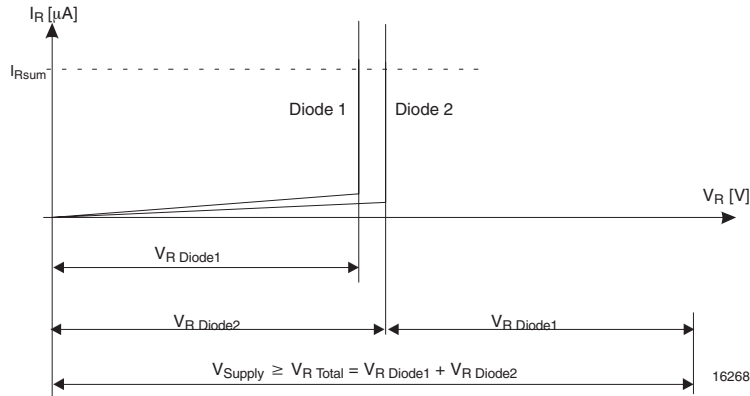 I_R [μA]
I_Rsum
Diode 1
Diode 2
V_R [V]
V_R Diode1
V_R Diode2
V_R Diode1
V_Supply ≥ V_R Total = V_R Diode1 + V_R Diode2
16268